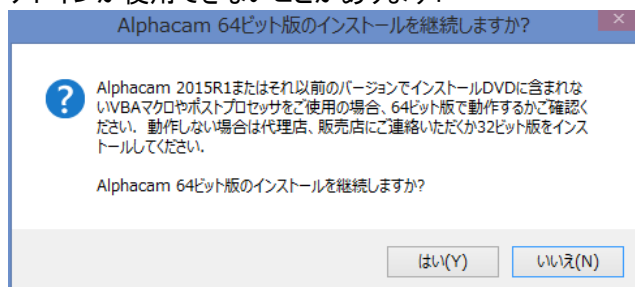 Alphacam 64ビット版のインストールを継続しますか?
Alphacam 2015R1またはそれ以前のバージョンでインストールDVDに含まれな
いVBAマクロやポストプロセッサをご使用の場合、64ビット版で動作するかご確認く
ださい. 動作しない場合は代理店、販売店にご連絡いただくか32ビット版をインス
トールしてください.
Alphacam 64ビット版のインストールを継続しますか?
はい(Y)
いいえ(N)